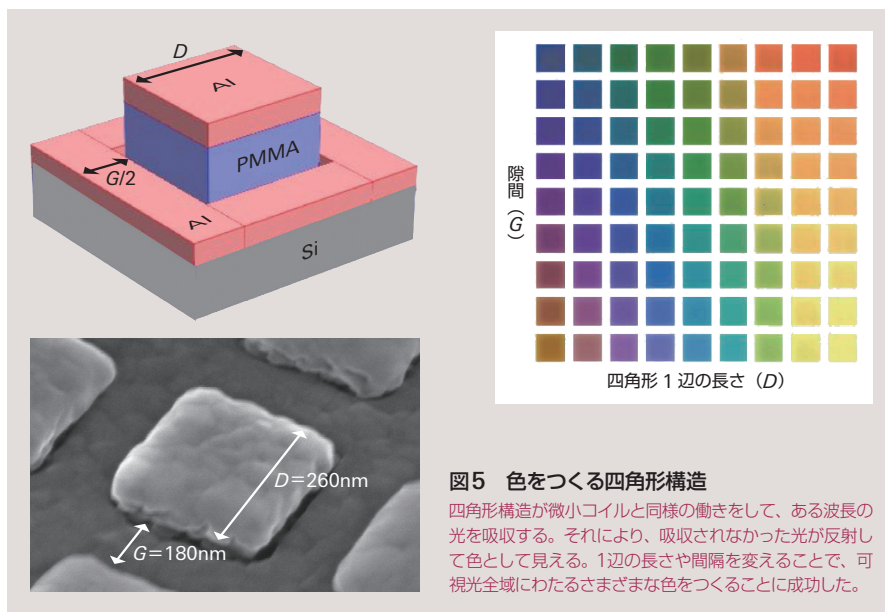 D
Al
PMMA
G/2
Al
Si
隙間（G）
四角形 1 辺の長さ（D）
D＝260nm
G＝180nm
図5 色をつくる四角形構造
四角形構造が微小コイルと同様の働きをして、ある波長の
光を吸収する。それにより、吸収されなかった光が反射し
て色として見える。1辺の長さや間隔を変えることで、可
視光全域にわたるさまざまな色をつくることに成功した。